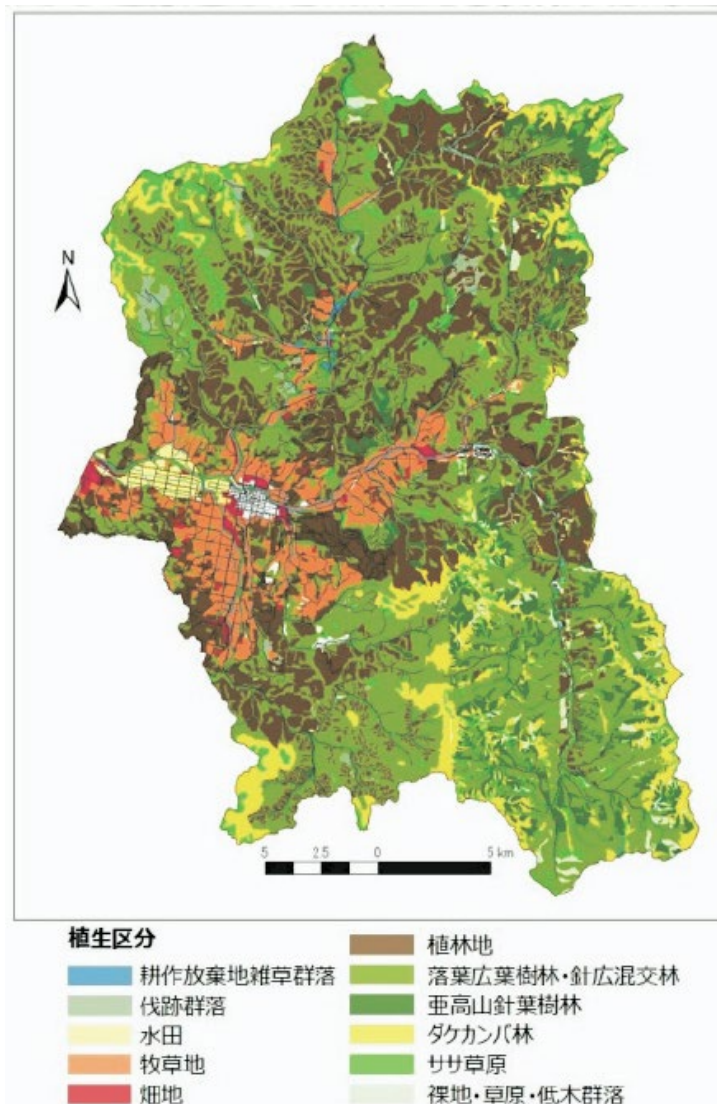 N
5 2.5 0 5 km
植生区分
耕作放棄地雑草群落
伐跡群落
水田
牧草地
畑地
植林地
落葉広葉樹林・針広混交林
亜高山針葉樹林
ダケカンバ林
ササ草原
裸地・草原・低木群落